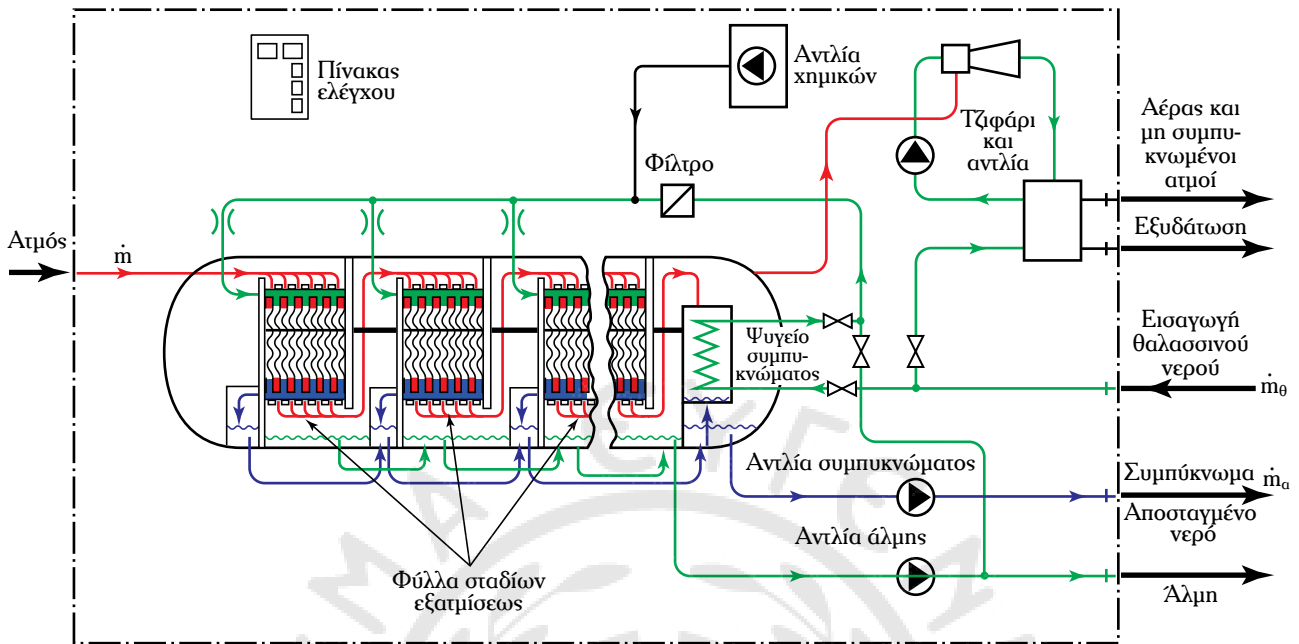 Πίνακας
ελέγχου
Αντλία
χημικών
Τζιφάρι
και
αντλία
Αέρας και
μη συμπυ-
κνωμένοι
ατμοί
Φίλτρο
Ατμός
ṁ
Εξυδάτωση
Ψυγείο
συμπυ-
κνώματος
Εισαγωγή
θαλασσινού
νερού
ṁθ
Αντλία συμπυκνώματος
Συμπύκνωμα ṁα
Αποσταγμένο
νερό
Αντλία άλμης
Άλμη
Φύλλα σταδίων
εξατμίσεως